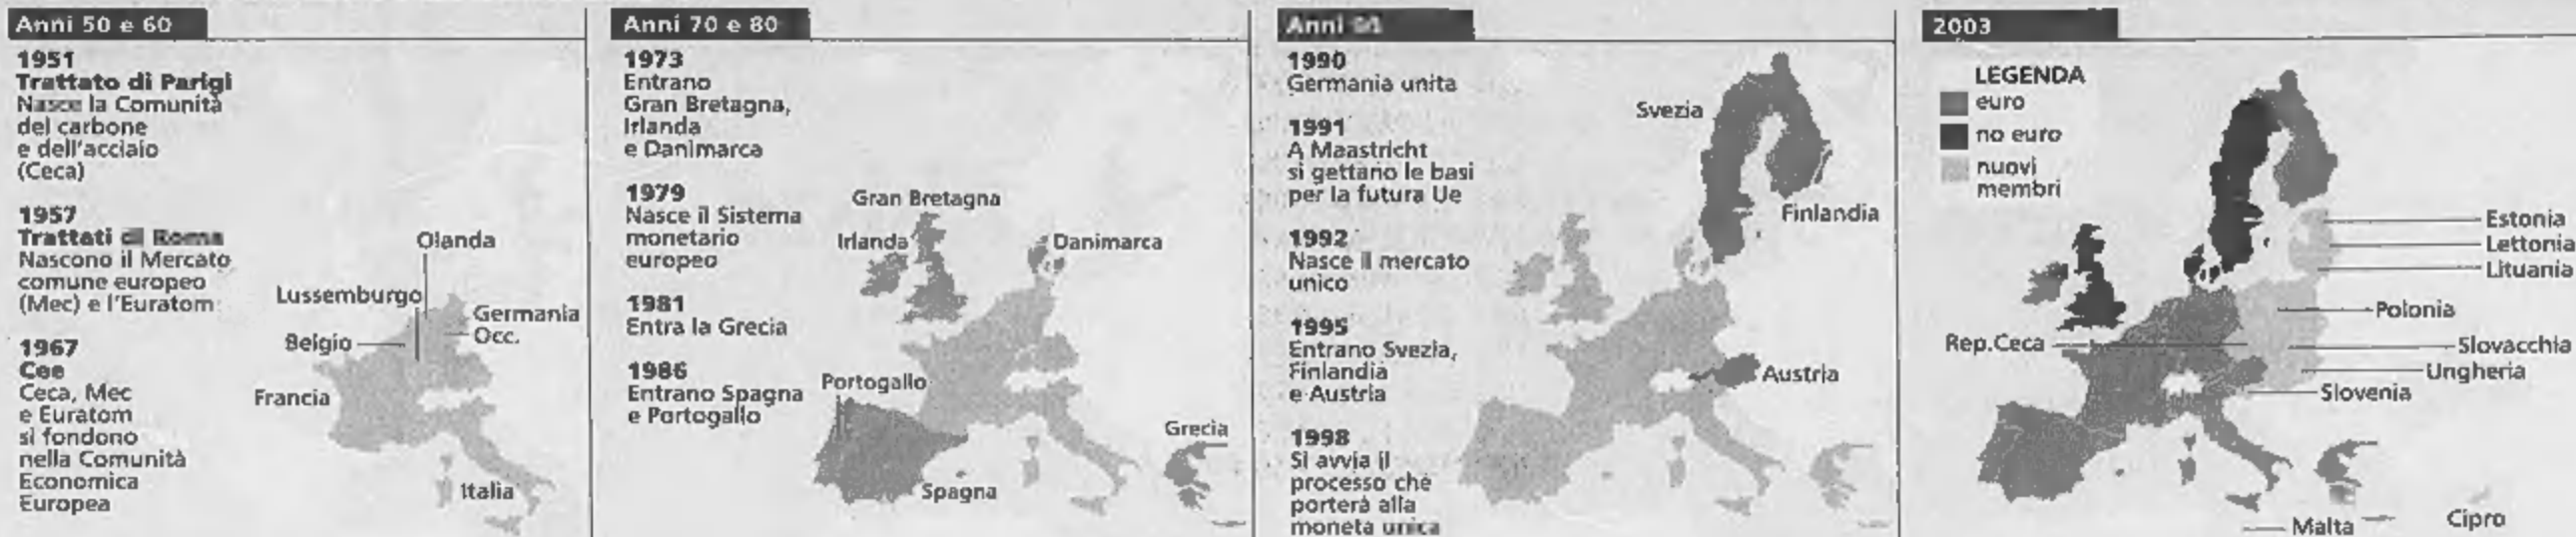 Anni 50 e 60
1951
Trattato di Parigi
Nasce la Comunità
del carbone
e dell'acciaio
(Ceca)
1957
Trattati di Roma
Nascono il Mercato
comune europeo
(Mec) e l'Euratom
1967
Cee
Ceca, Mec
e Euratom
si fondono
nella Comunità
Economica
Europea
Olanda
Lussemburgo
Germania
Occ.
Belgio
Francia
Italia
Anni 70 e 80
1973
Entrano
Gran Bretagna,
Irlanda
e Danimarca
1979
Nasce il Sistema
monetario
europeo
1981
Entra la Grecia
1986
Entrano Spagna
e Portogallo
Gran Bretagna
Irlanda
Danimarca
Portogallo
Grecia
Spagna
Anni
1990
Germania unita
1991
A Maastricht
si gettano le basi
per la futura Ue
1992
Nasce il mercato
unico
1995
Entrano Svezia,
Finlandia
e Austria
1998
Si avvia il
processo che
porterà alla
moneta unica
Svezia
Finlandia
Austria
2003
LEGENDA
euro
no euro
nuovi
membri
Estonia
Lettonia
Lituania
Polonia
Rep.Ceca
Slovacchia
Ungheria
Slovenia
Malta
Cipro